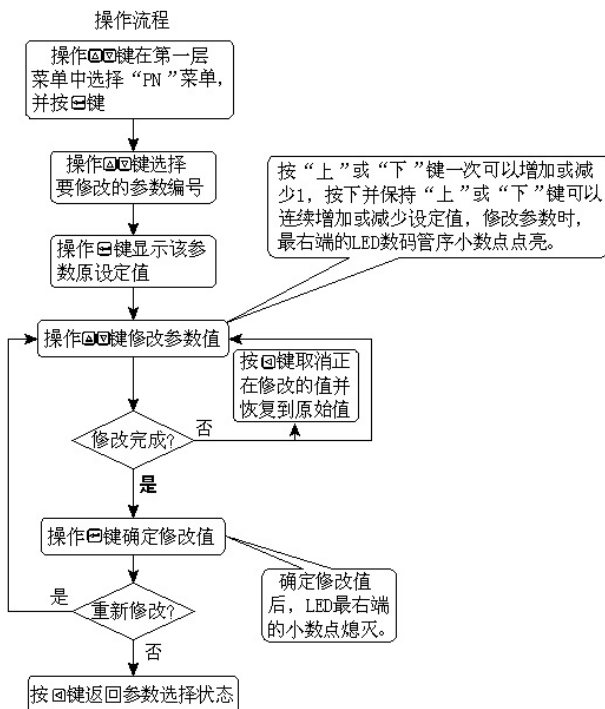 操作流程
操作△▽键在第一层
菜单中选择“PN”菜单,
并按↵键
操作△▽键选择
要修改的参数编号
按“上”或“下”键一次可以增加或减
少1,按下并保持“上”或“下”键可以
连续增加或减少设定值,修改参数时,
最右端的LED数码管序小数点点亮。
操作↵键显示该参
数原设定值
操作△▽键修改参数值
按◁键取消正
在修改的值并
恢复到原始值
修改完成?
否
是
操作↵键确定修改值
确定修改值
后,LED最右端
的小数点熄灭。
是
重新修改?
否
按◁键返回参数选择状态